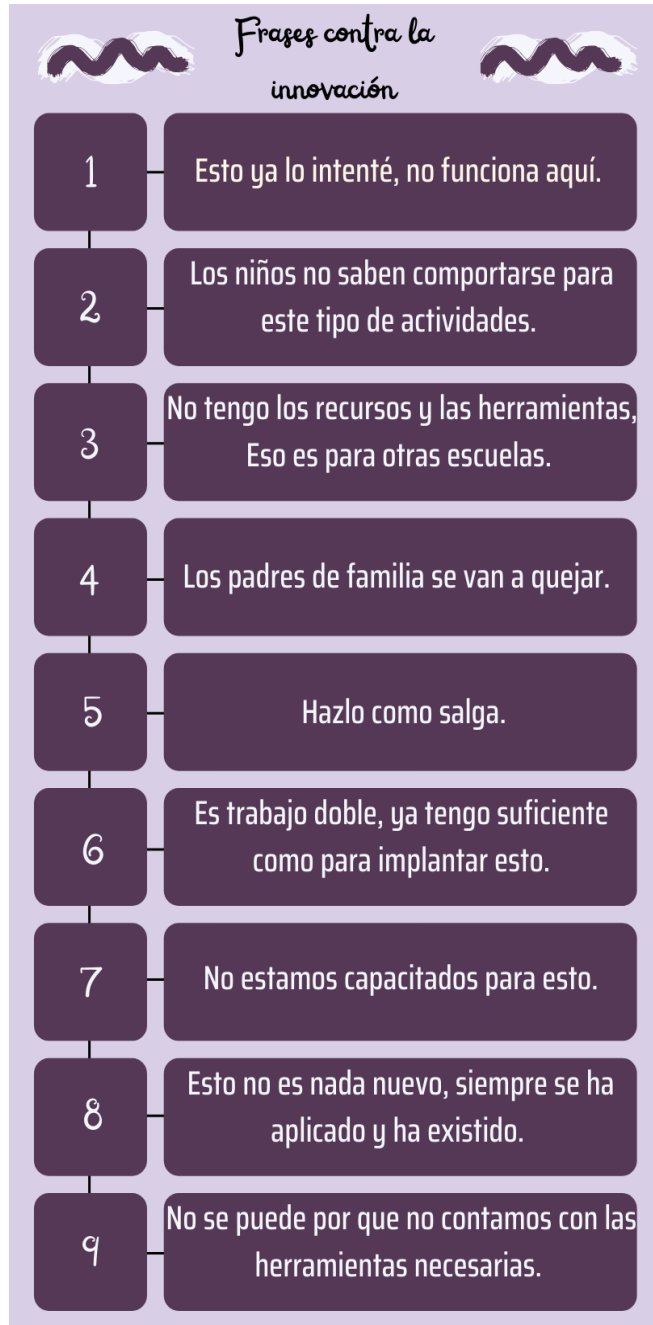 Frases contra la
innovación
1
Esto ya lo intenté, no funciona aquí.
2
Los niños no saben comportarse para
este tipo de actividades.
3
No tengo los recursos y las herramientas,
Eso es para otras escuelas.
4
Los padres de familia se van a quejar.
5
Hazlo como salga.
6
Es trabajo doble, ya tengo suficiente
como para implantar esto.
7
No estamos capacitados para esto.
8
Esto no es nada nuevo, siempre se ha
aplicado y ha existido.
9
No se puede por que no contamos con las
herramientas necesarias.